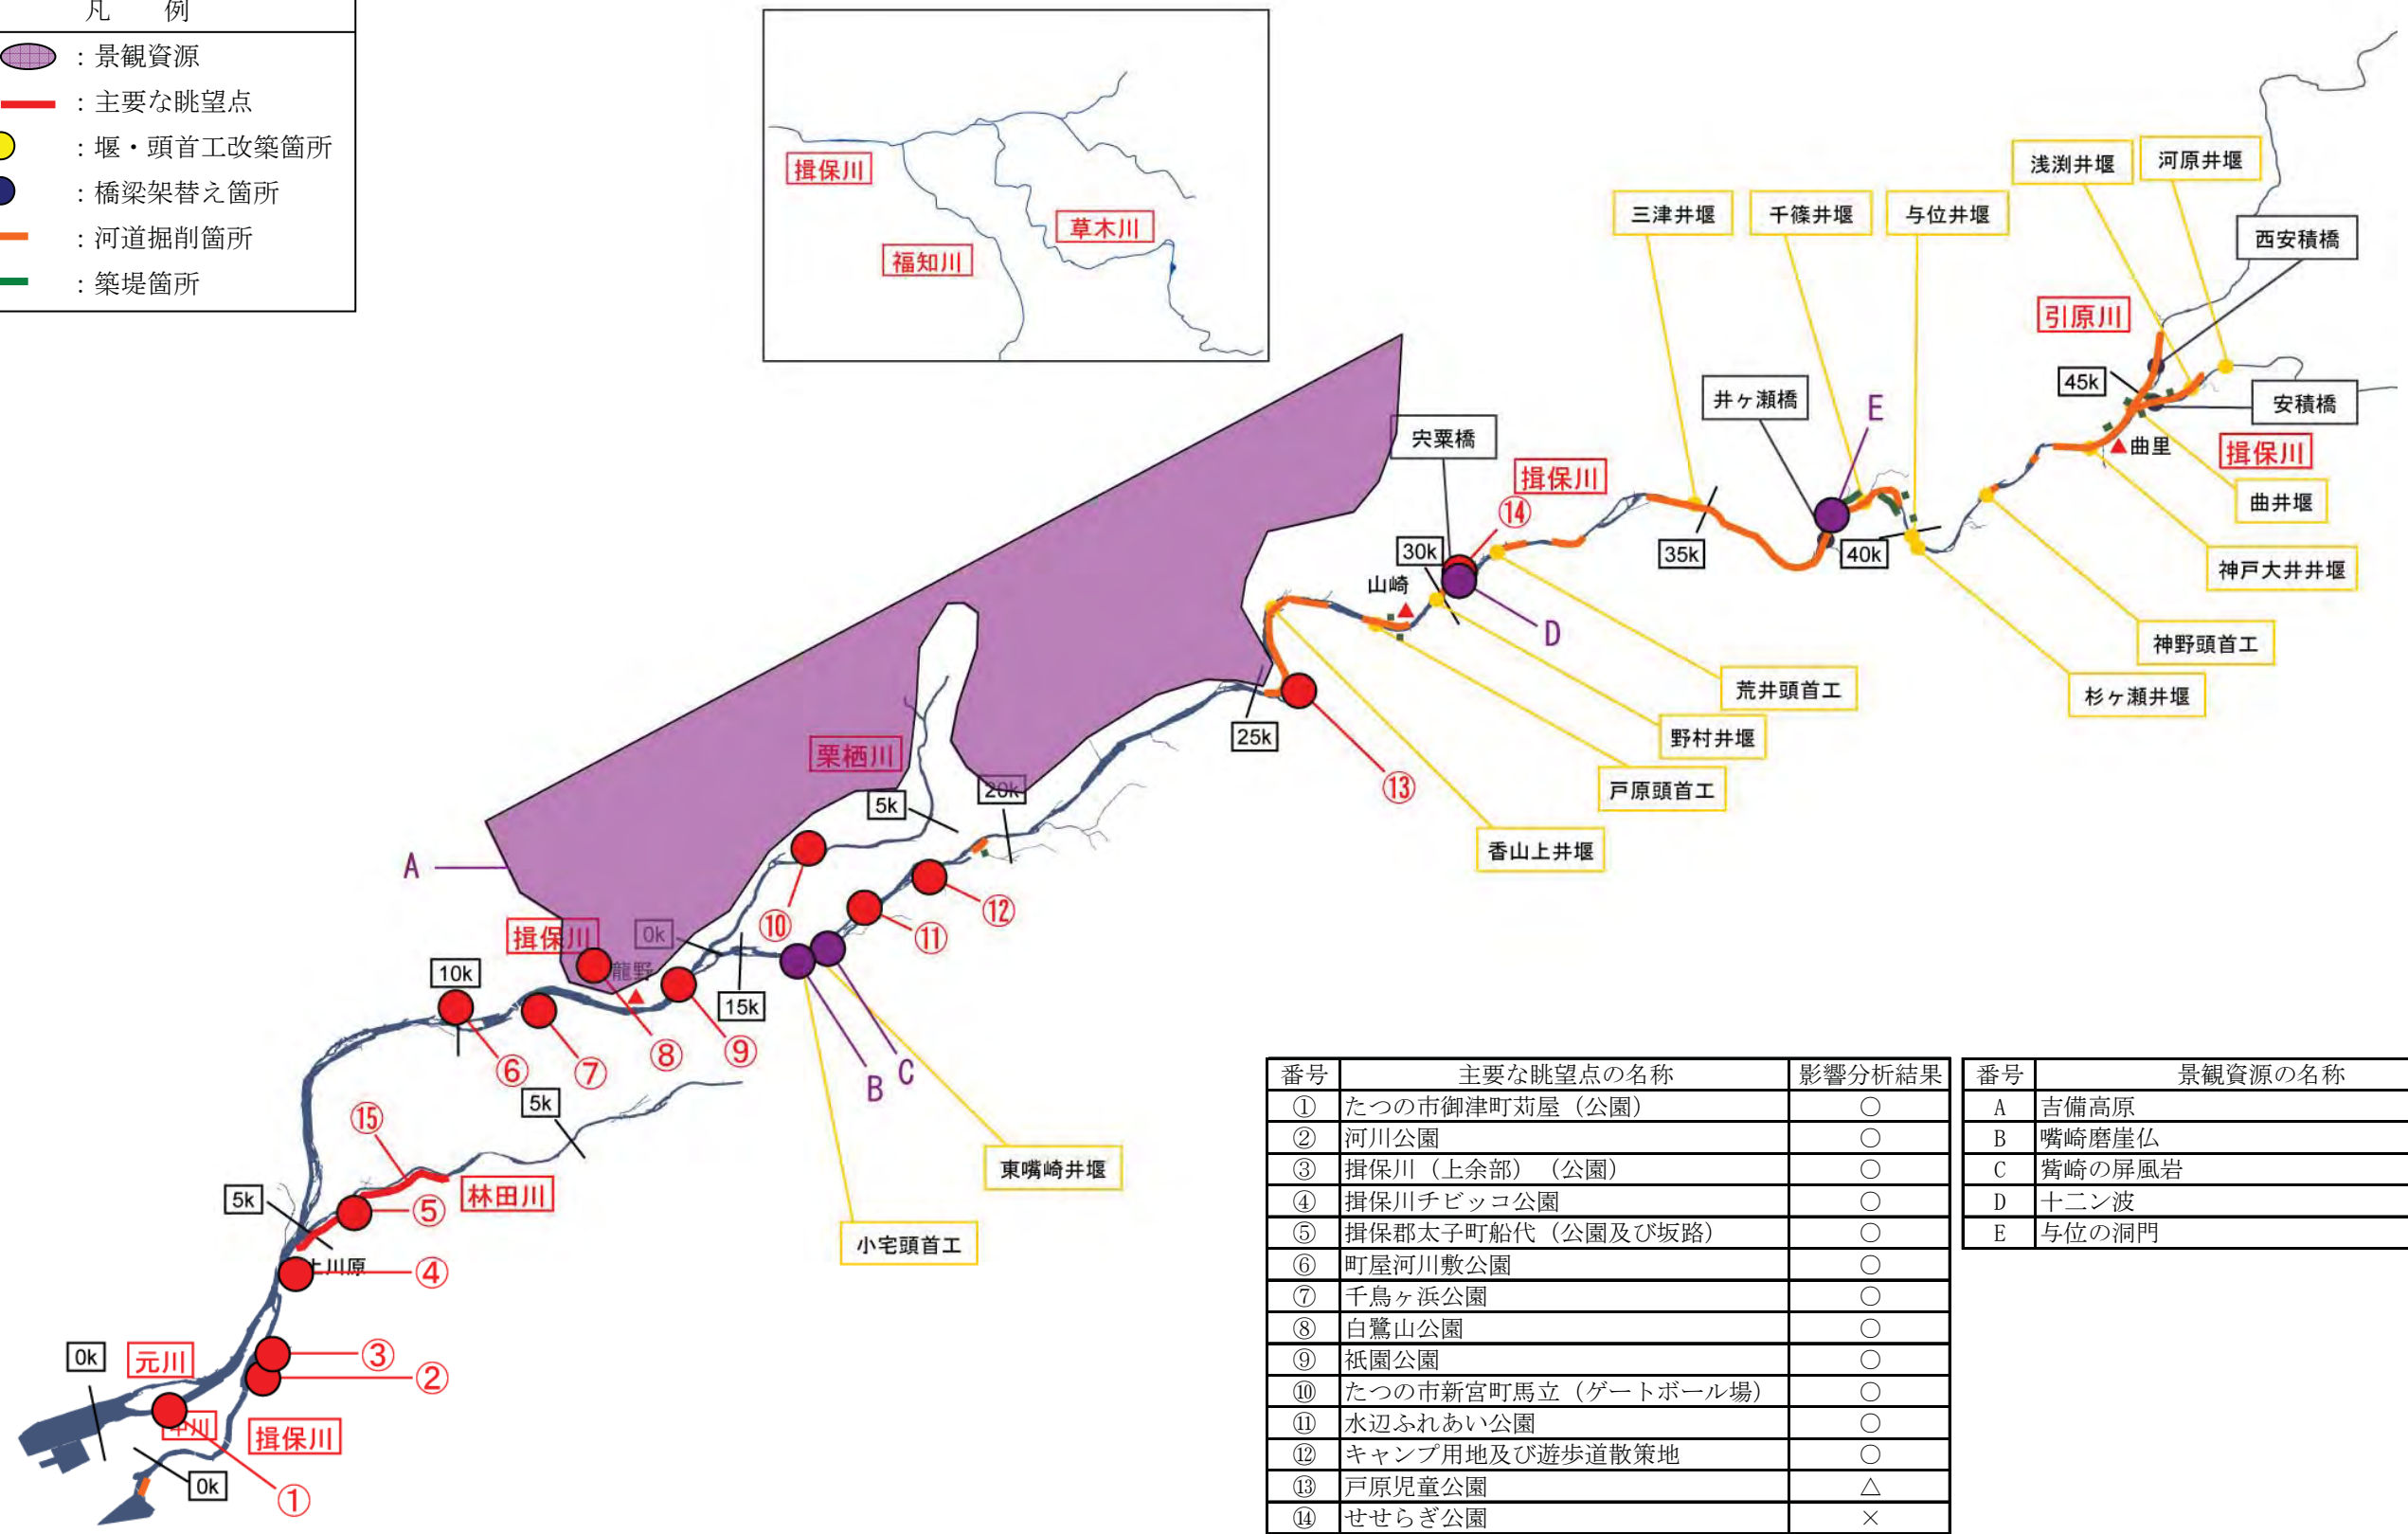 凡 例
：景観資源
：主要な眺望点
：堰・頭首工改築箇所
：橋梁架替え箇所
：河道掘削箇所
：築堤箇所
揖保川
福知川
草木川
三津井堰
千篠井堰
与位井堰
浅渕井堰
河原井堰
西安積橋
引原川
45k
安積橋
曲里
揖保川
曲井堰
神戸大井井堰
神野頭首工
杉ヶ瀬井堰
井ヶ瀬橋
E
40k
35k
宍粟橋
揖保川
⑭
30k
山崎
D
荒井頭首工
野村井堰
戸原頭首工
香山上井堰
25k
⑬
栗栖川
5k
20k
A
揖保川
0k
龍野
10k
15k
⑩
⑫
⑪
⑥
⑦
⑧
⑨
B
C
東嘴崎井堰
小宅頭首工
5k
⑮
林田川
5k
⑤
上川原
④
③
②
0k
元川
中川
揖保川
0k
①
番号 主要な眺望点の名称 影響分析結果
① たつの市御津町苅屋（公園） ○
② 河川公園 ○
③ 揖保川（上余部）（公園） ○
④ 揖保川チビッコ公園 ○
⑤ 揖保郡太子町船代（公園及び坂路） ○
⑥ 町屋河川敷公園 ○
⑦ 千鳥ヶ浜公園 ○
⑧ 白鷺山公園 ○
⑨ 祇園公園 ○
⑩ たつの市新宮町馬立（ゲートボール場） ○
⑪ 水辺ふれあい公園 ○
⑫ キャンプ用地及び遊歩道散策地 ○
⑬ 戸原児童公園 △
⑭ せせらぎ公園 ×
番号 景観資源の名称
A 吉備高原
B 嘴崎磨崖仏
C 觜崎の屏風岩
D 十二ン波
E 与位の洞門